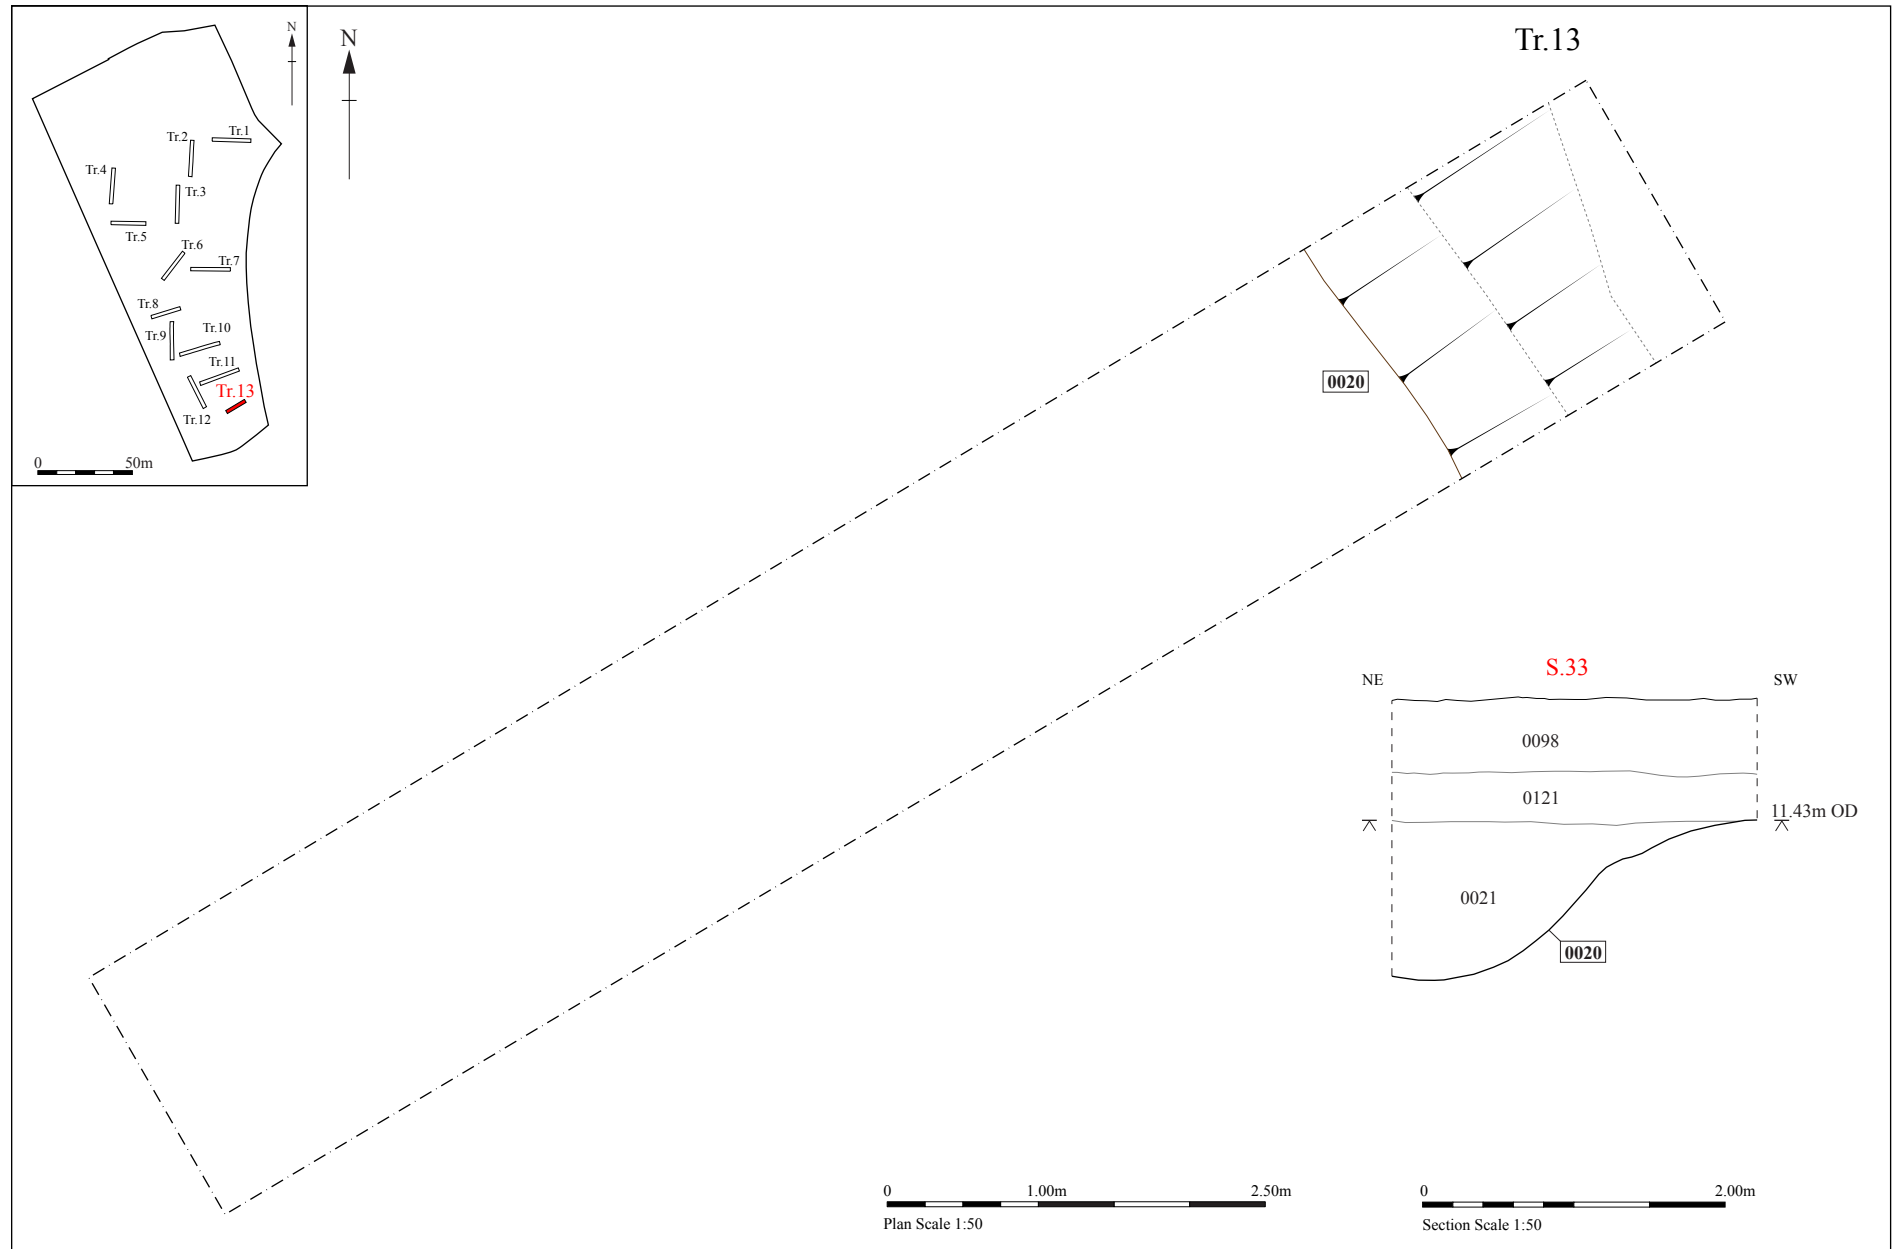 N
Tr.1
Tr.2
Tr.4
Tr.3
Tr.5
Tr.6
Tr.7
Tr.8
Tr.9
Tr.10
Tr.11
Tr.13
Tr.12
0 50m
N
Tr.13
0020
S.33
NE SW
0098
0121
11.43m OD
0021
0020
0 1.00m 2.50m
Plan Scale 1:50
0 2.00m
Section Scale 1:50